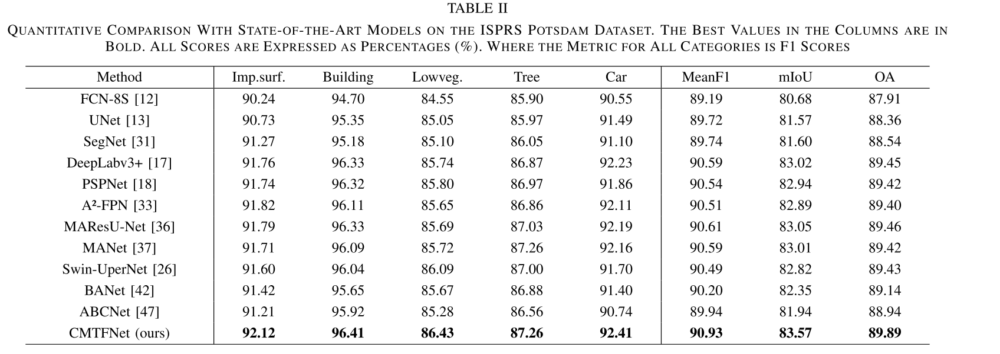 TABLE II
QUANTITATIVE COMPARISON WITH STATE-OF-THE-ART MODELS ON THE ISPRS POTSDAM DATASET. THE BEST VALUES IN THE COLUMNS ARE IN
BOLD. ALL SCORES ARE EXPRESSED AS PERCENTAGES (%). WHERE THE METRIC FOR ALL CATEGORIES IS F1 SCORES
Method Imp.surf. Building Lowveg. Tree Car MeanF1 mIoU OA
FCN-8S [12] 90.24 94.70 84.55 85.90 90.55 89.19 80.68 87.91
UNet [13] 90.73 95.35 85.05 85.97 91.49 89.72 81.57 88.36
SegNet [31] 91.27 95.18 85.10 86.05 91.10 89.74 81.60 88.54
DeepLabv3+ [17] 91.76 96.33 85.74 86.87 92.23 90.59 83.02 89.45
PSPNet [18] 91.74 96.32 85.80 86.97 91.86 90.54 82.94 89.42
A²-FPN [33] 91.82 96.11 85.65 86.86 92.11 90.51 82.89 89.40
MAResU-Net [36] 91.79 96.33 85.69 87.03 92.19 90.61 83.05 89.46
MANet [37] 91.71 96.09 85.72 87.26 92.16 90.59 83.01 89.42
Swin-UperNet [26] 91.60 96.04 86.09 87.00 91.70 90.49 82.82 89.43
BANet [42] 91.42 95.65 85.67 86.88 91.40 90.20 82.35 89.14
ABCNet [47] 91.21 95.92 85.28 86.56 90.74 89.94 81.94 88.94
CMTFNet (ours) 92.12 96.41 86.43 87.26 92.41 90.93 83.57 89.89